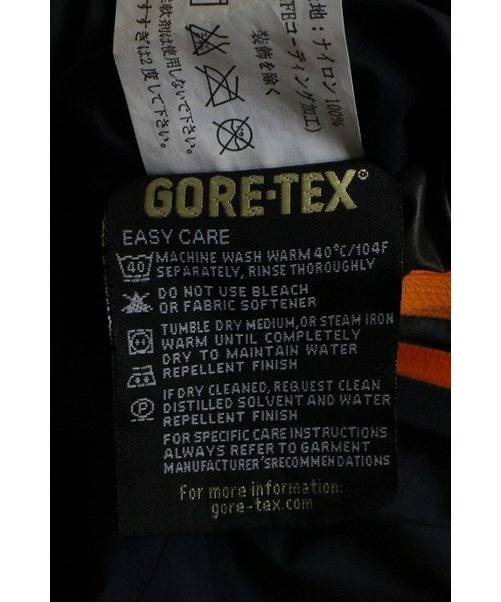 地：ナイロン 100%
FEコーティング加工)
装飾を除く
軟剤は使用しないで下さい。
すすぎは2度して下さい。
GORE-TEX®
EASY CARE
40 MACHINE WASH WARM 40°C/104F
SEPARATELY, RINSE THOROUGHLY
DO NOT USE BLEACH
OR FABRIC SOFTENER
TUMBLE DRY MEDIUM, OR STEAM IRON
WARM UNTIL COMPLETELY
DRY TO MAINTAIN WATER
REPELLENT FINISH
P IF DRY CLEANED, REQUEST CLEAN
DISTILLED SOLVENT AND WATER
REPELLENT FINISH
FOR SPECIFIC CARE INSTRUCTIONS
ALWAYS REFER TO GARMENT
MANUFACTURER'SRECOMMENDATIONS
For more information:
gore-tex.com